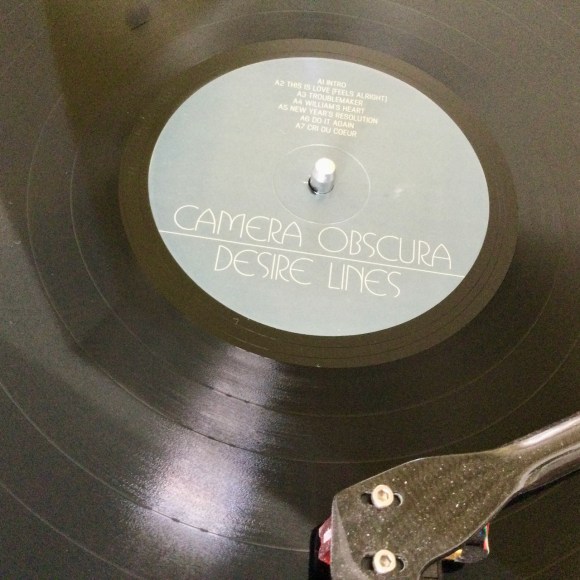 A1 INTRO
A2 THIS IS LOVE (FEELS ALRIGHT)
A3 TROUBLEMAKER
A4 WILLIAM'S HEART
A5 NEW YEAR'S RESOLUTION
A6 DO IT AGAIN
A7 CRI DU COEUR
CAMERA OBSCURA
DESIRE LINES